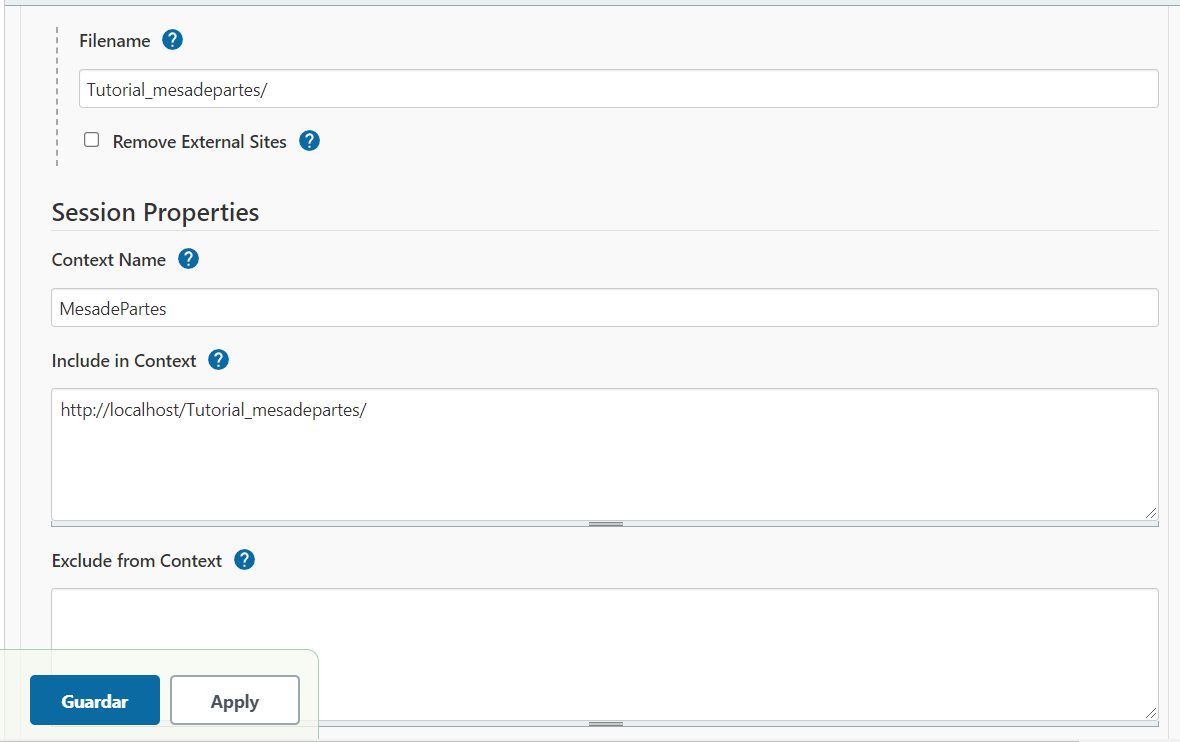 Filename ?
Tutorial_mesadepartes/
Remove External Sites ?
Session Properties
Context Name ?
MesadePartes
Include in Context ?
http://localhost/Tutorial_mesadepartes/
Exclude from Context ?
Guardar Apply